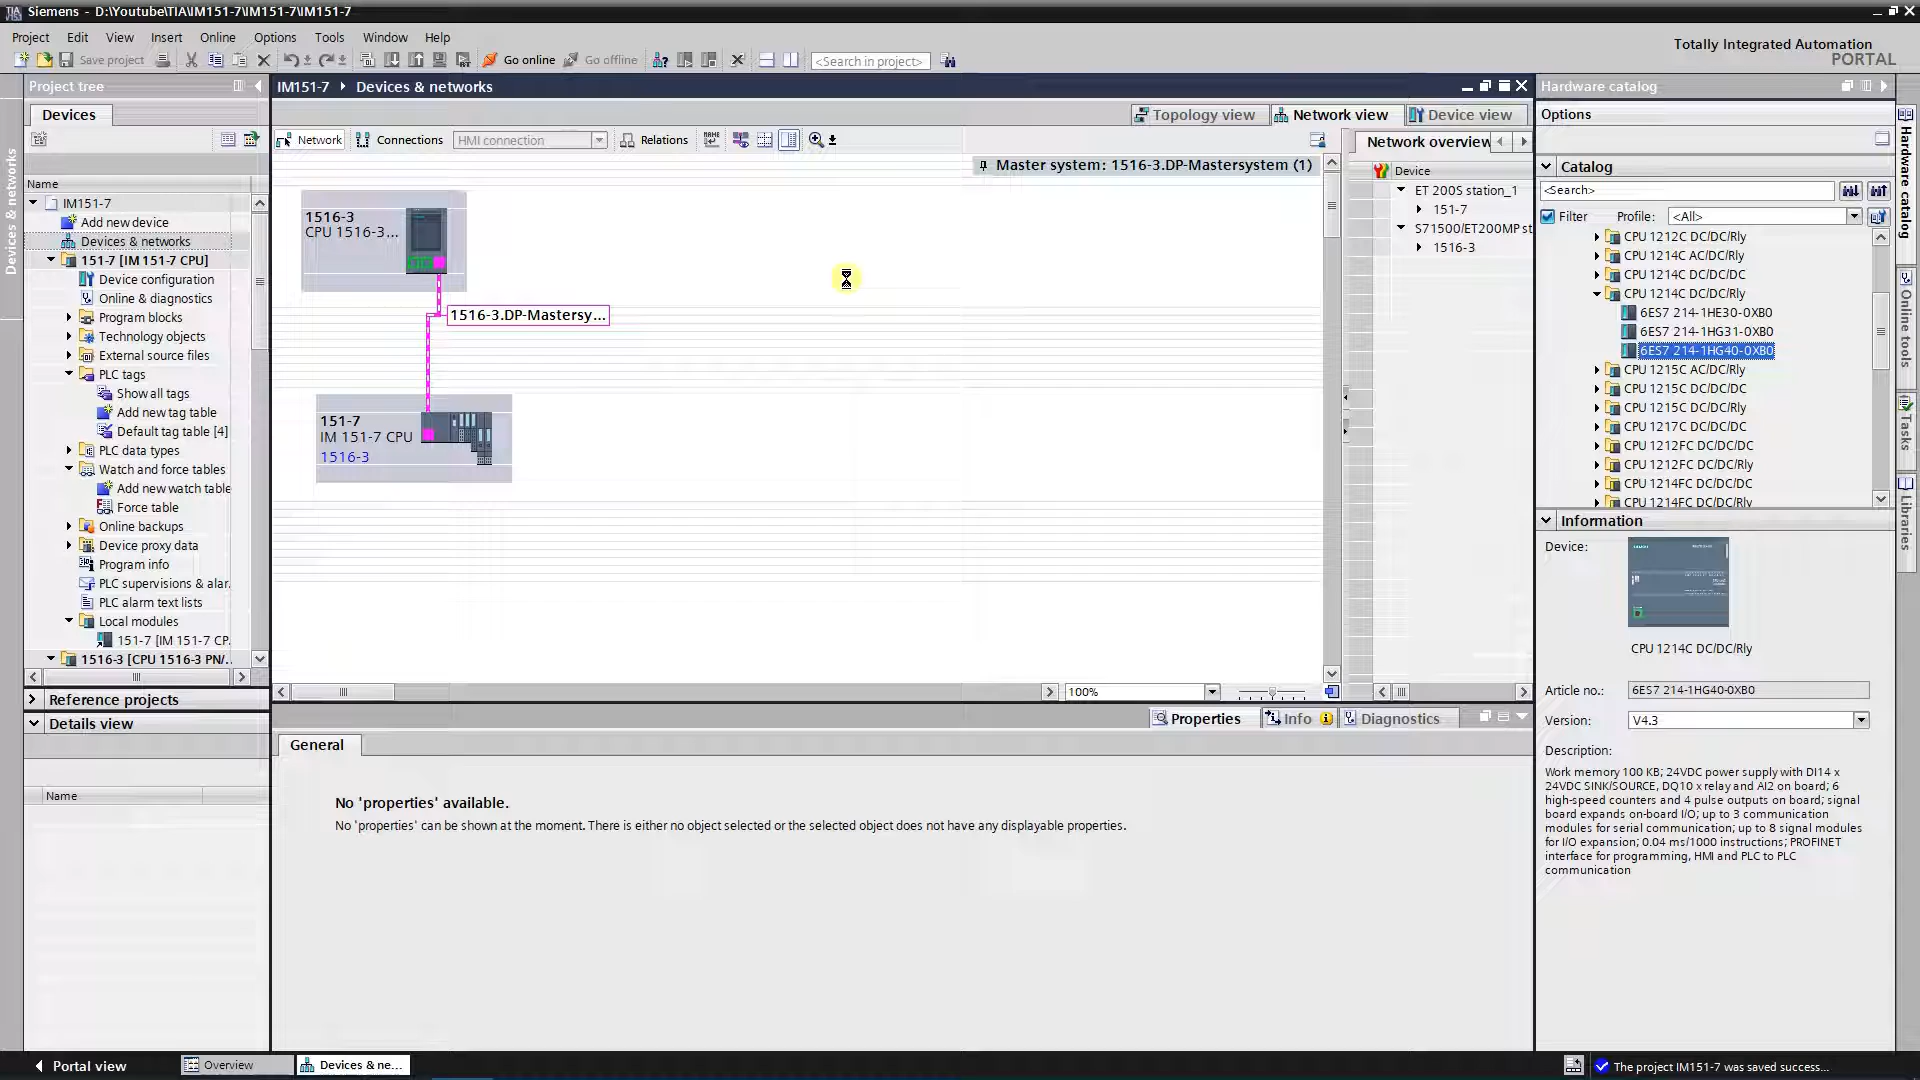 Siemens - D:\Youtube\TIA\IM151-7\IM151-7\IM151-7
Project Edit View Insert Online Options Tools Window Help
Totally Integrated Automation
PORTAL
Save project
Go online
Go offline
<Search in project>
Project tree
IM151-7 Devices & networks
Hardware catalog
Devices
Topology view
Network view
Device view
Options
Network
Connections
HMI connection
Relations
Network overview
Master system: 1516-3.DP-Mastersystem (1)
Device
ET 200S station_1
151-7
S71500/ET200MP st
1516-3
Name
IM151-7
Add new device
Devices & networks
151-7 [IM 151-7 CPU]
Device configuration
Online & diagnostics
Program blocks
Technology objects
External source files
PLC tags
Show all tags
Add new tag table
Default tag table [4]
PLC data types
Watch and force tables
Add new watch table
Force table
Online backups
Device proxy data
Program info
PLC supervisions & alar.
PLC alarm text lists
Local modules
151-7 [IM 151-7 CP.
1516-3 [CPU 1516-3 PN/..
Reference projects
Details view
Name
1516-3
CPU 1516-3...
1516-3.DP-Mastersy...
151-7
IM 151-7 CPU
1516-3
100%
Properties
Info
Diagnostics
General
No 'properties' available.
No 'properties' can be shown at the moment. There is either no object selected or the selected object does not have any displayable properties.
Catalog
<Search>
Filter Profile: <All>
CPU 1212C DC/DC/Rly
CPU 1214C AC/DC/Rly
CPU 1214C DC/DC/DC
CPU 1214C DC/DC/Rly
6ES7 214-1HE30-0XB0
6ES7 214-1HG31-0XB0
6ES7 214-1HG40-0XB0
CPU 1215C AC/DC/Rly
CPU 1215C DC/DC/DC
CPU 1215C DC/DC/Rly
CPU 1217C DC/DC/DC
CPU 1212FC DC/DC/DC
CPU 1212FC DC/DC/Rly
CPU 1214FC DC/DC/DC
CPU 1214FC DC/DC/Rly
Information
Device:
CPU 1214C DC/DC/Rly
Article no.: 6ES7 214-1HG40-0XB0
Version: V4.3
Description:
Work memory 100 KB; 24VDC power supply with DI14 x
24VDC SINK/SOURCE, DQ10 x relay and AI2 on board; 6
high-speed counters and 4 pulse outputs on board; signal
board expands on-board I/O; up to 3 communication
modules for serial communication; up to 8 signal modules
for I/O expansion; 0.04 ms/1000 instructions; PROFINET
interface for programming, HMI and PLC to PLC
communication
Devices & networks
Hardware catalog
Online tools
Tasks
Libraries
Portal view
Overview
Devices & ne...
The project IM151-7 was saved success...